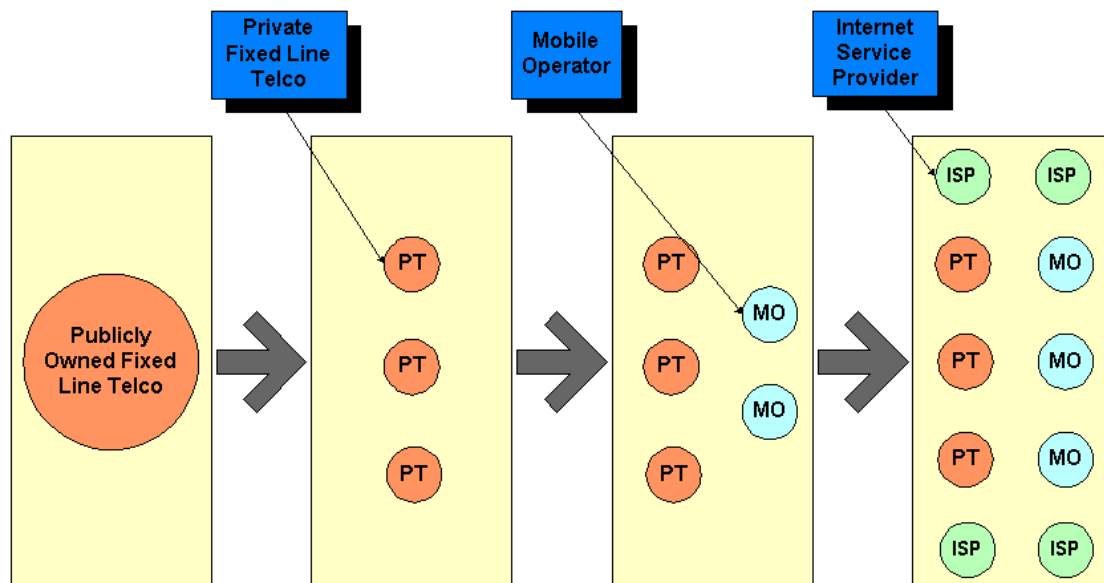 Private
Fixed Line
Telco
Mobile
Operator
Internet
Service
Provider
Publicly
Owned Fixed
Line Telco
PT
PT
PT
PT
PT
PT
MO
MO
ISP
ISP
PT
MO
PT
MO
PT
MO
ISP
ISP